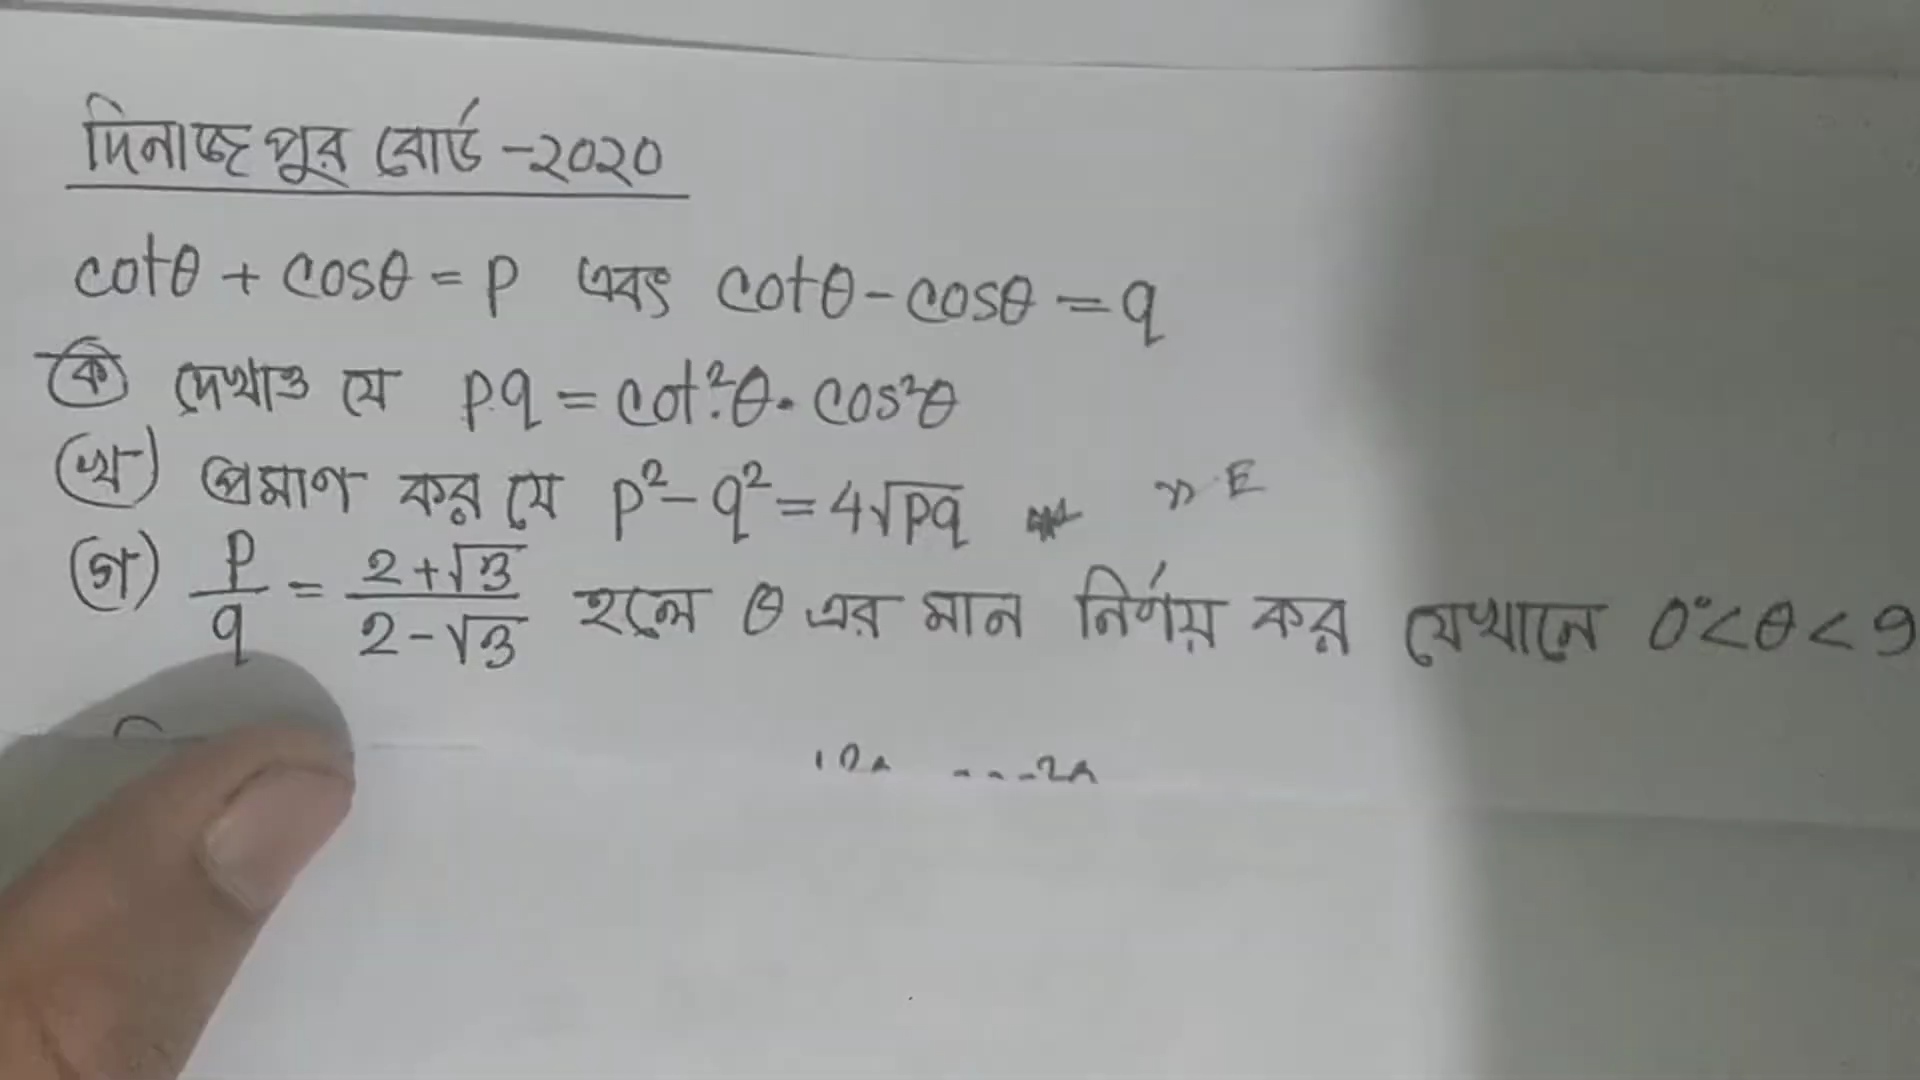 দিনাজপুর বোর্ড -২০২০
cotθ + cosθ = p এবং cotθ - cosθ = q
(ক) দেখাও যে p.q = cot²θ. cos²θ
(খ) প্রমাণ কর যে p² - q² = 4√pq
(গ) p/q = (2+√3)/(2-√3) হলে θ এর মান নির্ণয় কর যেখানে 0° < θ < 9